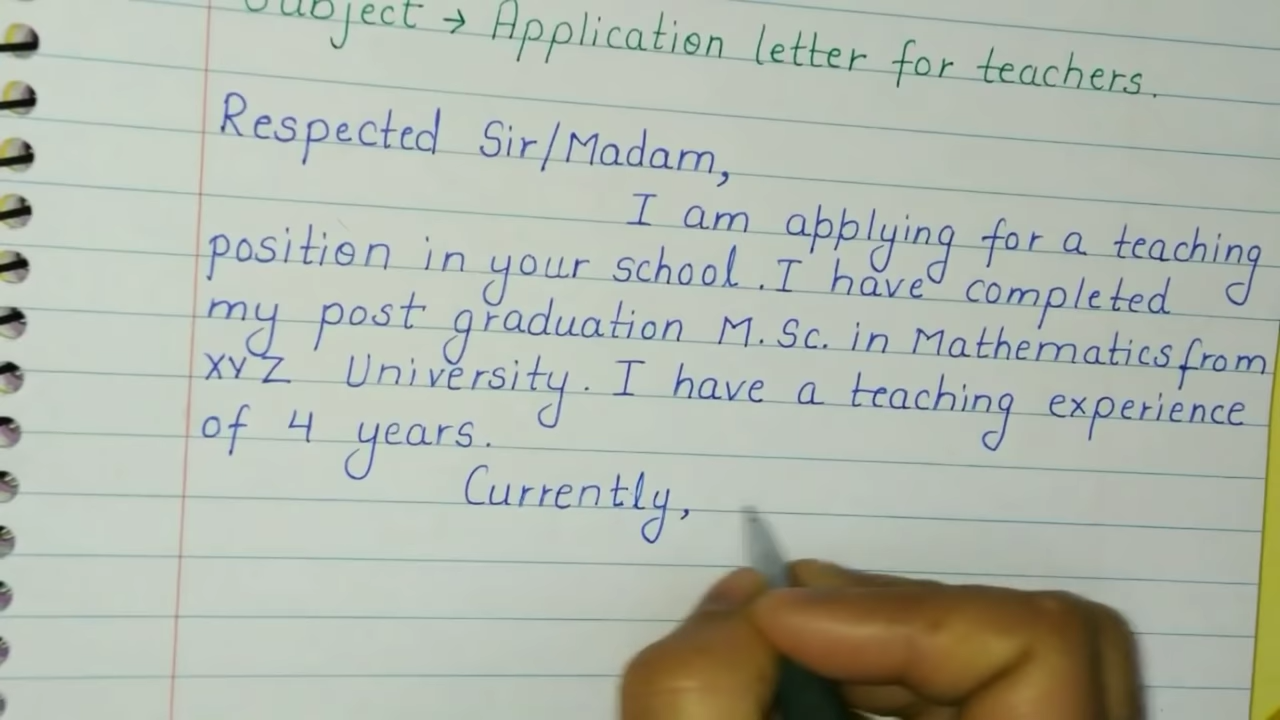 Subject → Application letter for teachers.
Respected Sir/Madam,
I am applying for a teaching
position in your school. I have completed
my post graduation M.Sc. in Mathematics from
XYZ University. I have a teaching experience
of 4 years.
Currently,